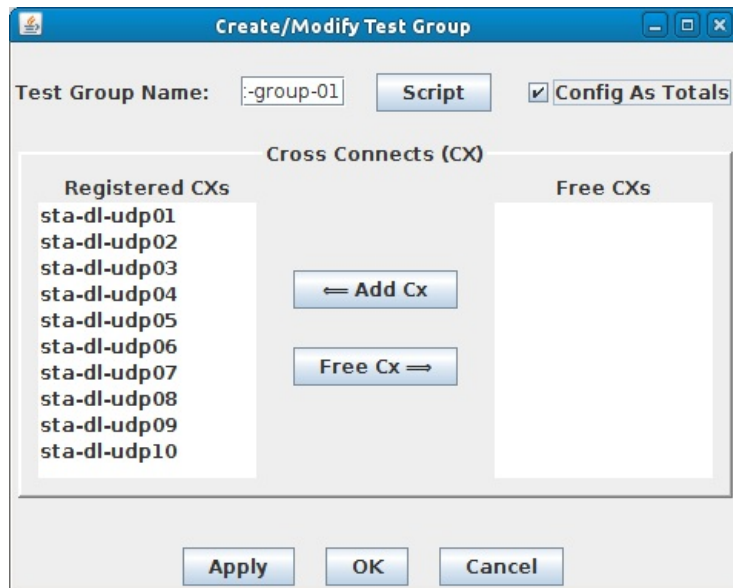 Create/Modify Test Group
Test Group Name: :-group-01 Script Config As Totals
Cross Connects (CX)
Registered CXs Free CXs
sta-dl-udp01
sta-dl-udp02
sta-dl-udp03
sta-dl-udp04
sta-dl-udp05
sta-dl-udp06
sta-dl-udp07
sta-dl-udp08
sta-dl-udp09
sta-dl-udp10
⟸ Add Cx
Free Cx ⟹
Apply OK Cancel